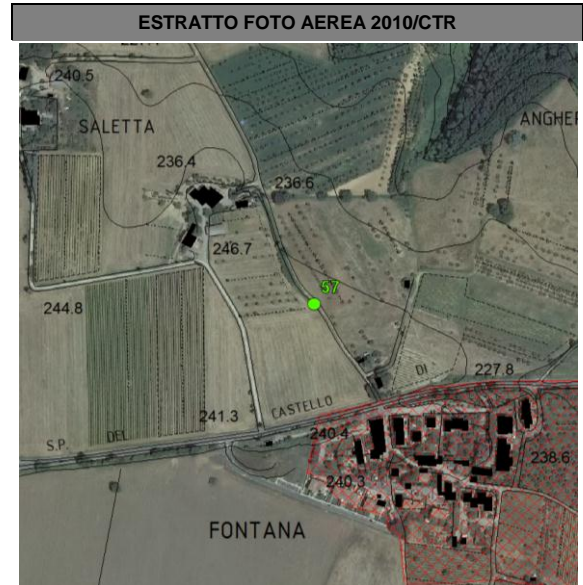 ESTRATTO FOTO AEREA 2010/CTR
240.5
SALETTA
ANGHER
236.4
236.6
246.7
57
244.8
227.8
DI
CASTELLO
241.3
DEL
S.P.
240.4
238.6
240.3
FONTANA